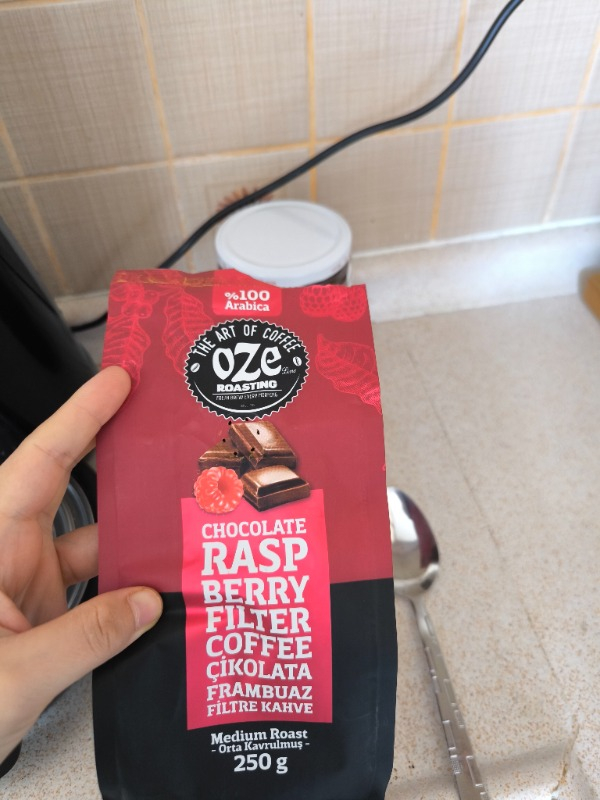 %100
Arabica
THE ART OF COFFEE
oze
Line
ROASTING
CHOCOLATE
RASP
BERRY
FILTER
COFFEE
ÇİKOLATA
FRAMBUAZ
FİLTRE KAHVE
Medium Roast
- Orta Kavrulmuş -
250 g